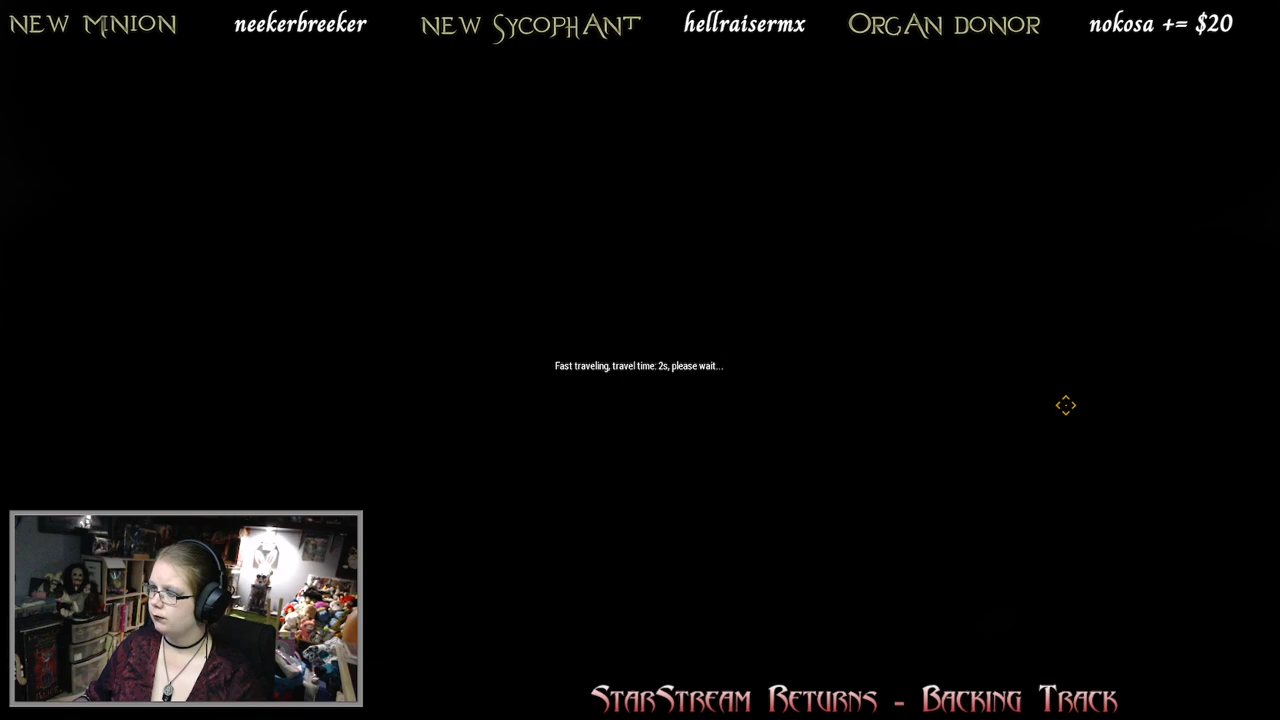 NEW MINION neekerbreeker NEW SYCOPHANT hellraisermx ORGAN DONOR nokosa += $20
Fast traveling, travel time: 2s, please wait...
STARSTREAM RETURNS - BACKING TRACK